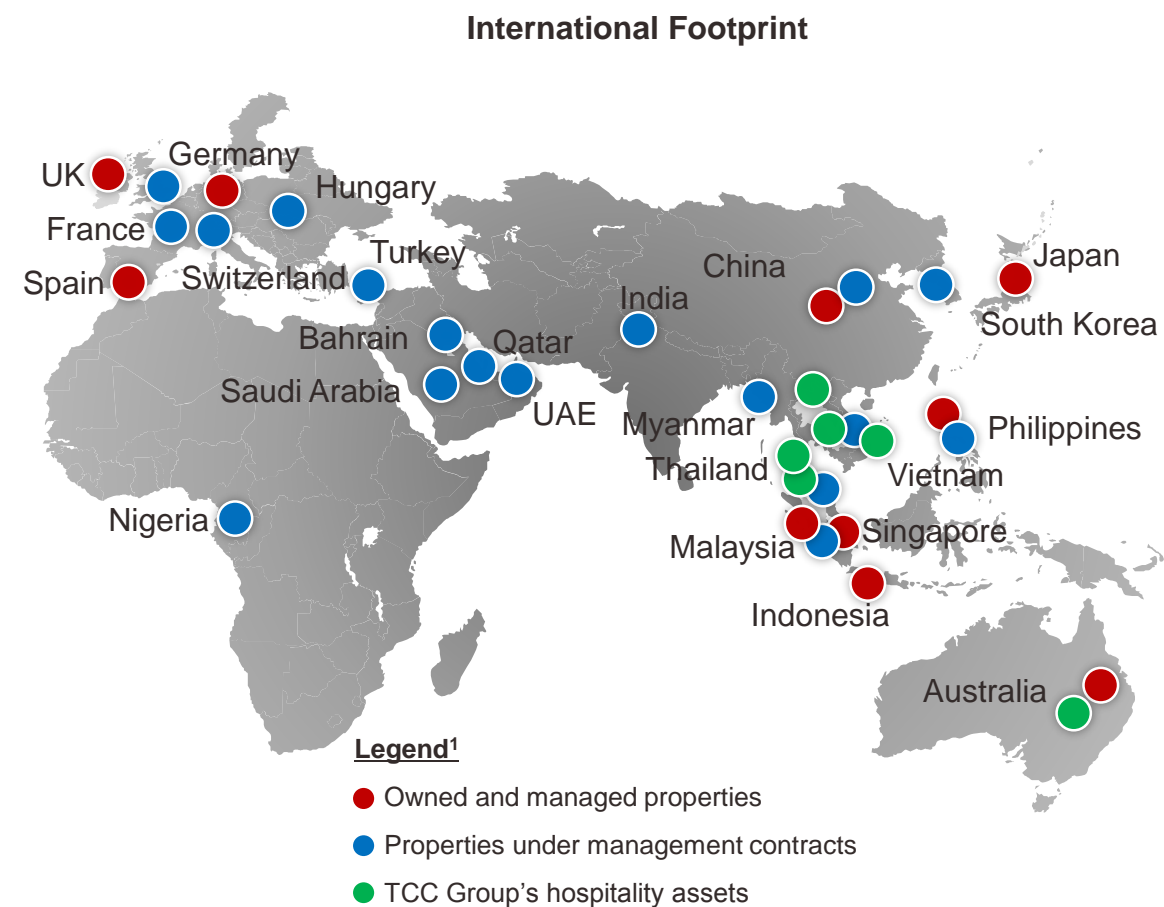 International Footprint
Germany
UK
Hungary
France
Turkey
Japan
China
Spain
Switzerland
India
South Korea
Bahrain
Qatar
Saudi Arabia
UAE
Myanmar
Philippines
Thailand
Vietnam
Nigeria
Singapore
Malaysia
Indonesia
Australia
Legend¹
Owned and managed properties
Properties under management contracts
TCC Group's hospitality assets